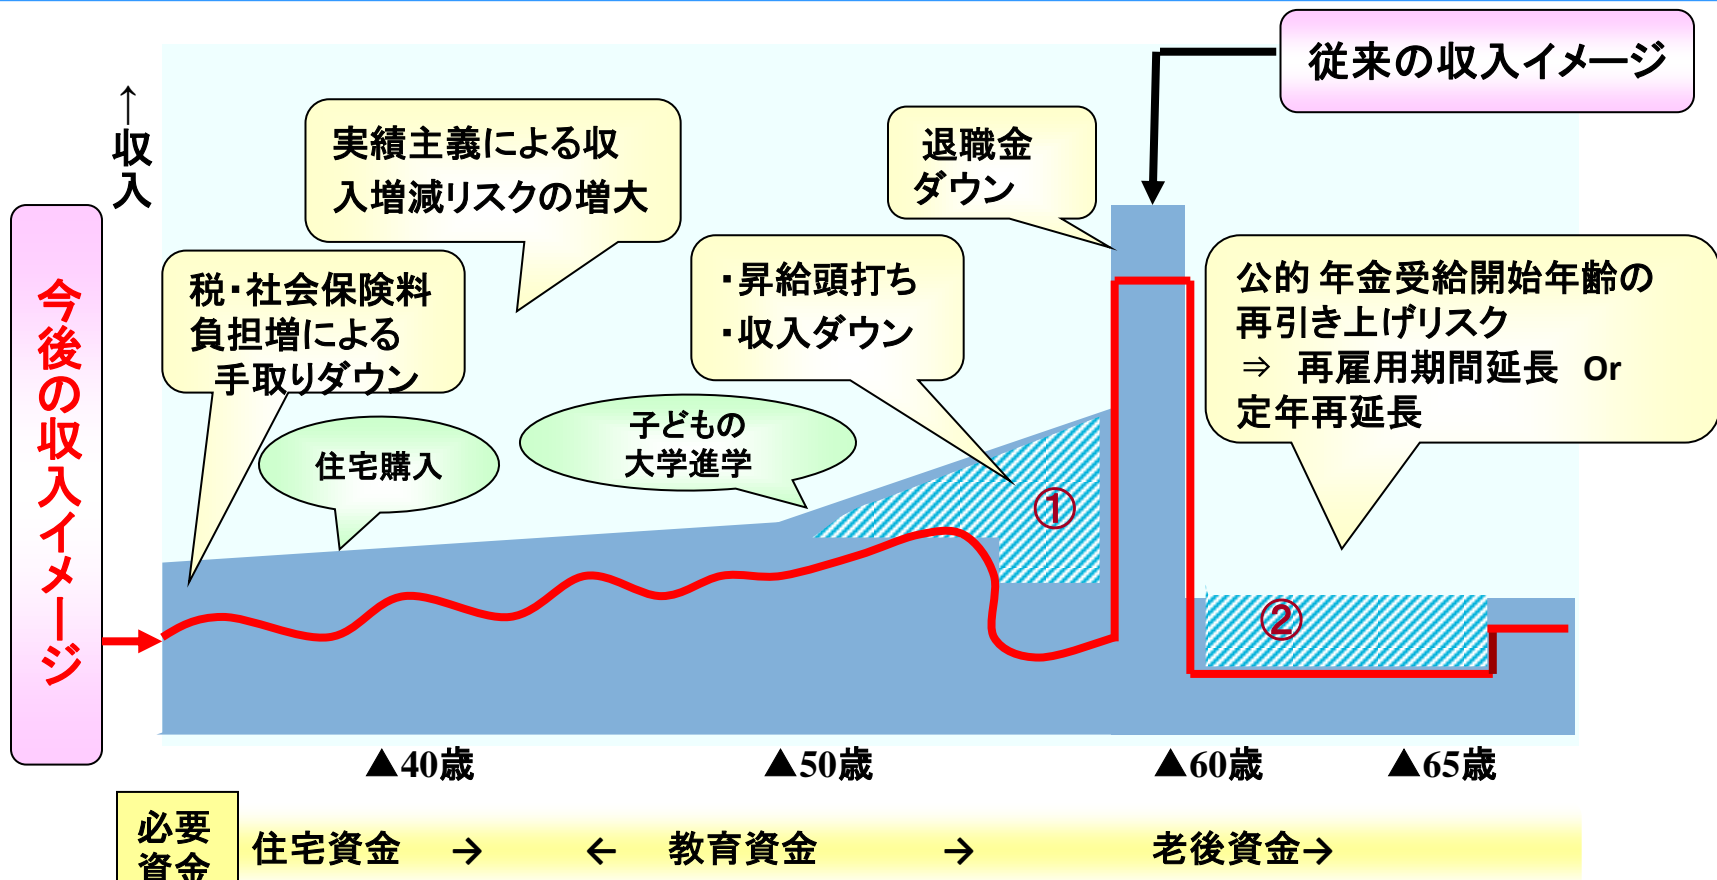 従来の収入イメージ
↑収入
実績主義による収
入増減リスクの増大
退職金
ダウン
今後の収入イメージ
税・社会保険料
負担増による
手取りダウン
・昇給頭打ち
・収入ダウン
公的 年金受給開始年齢の
再引き上げリスク
⇒ 再雇用期間延長 Or
定年再延長
住宅購入
子どもの
大学進学
①
②
▲40歳 ▲50歳 ▲60歳 ▲65歳
必要
資金
住宅資金 → ← 教育資金 → 老後資金→